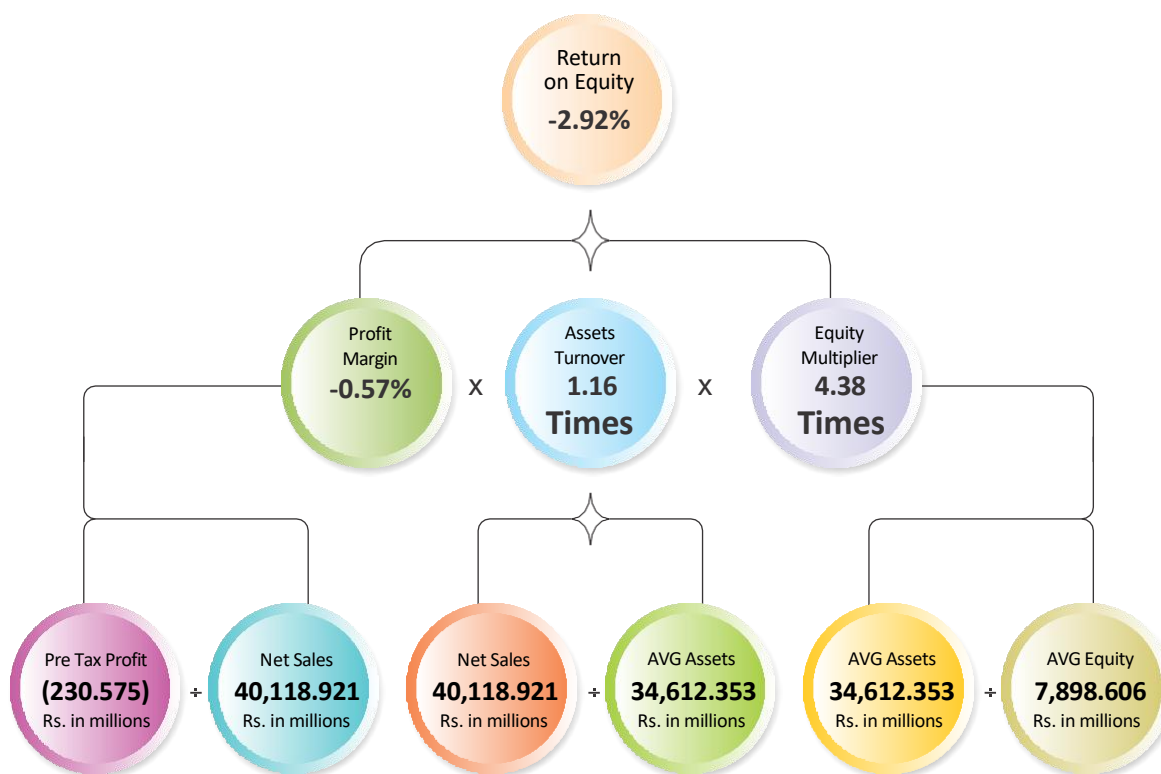 Return
on Equity
-2.92%
Profit
Margin
-0.57%
x
Assets
Turnover
1.16
Times
x
Equity
Multiplier
4.38
Times
Pre Tax Profit
(230.575)
Rs. in millions
÷
Net Sales
40,118.921
Rs. in millions
Net Sales
40,118.921
Rs. in millions
÷
AVG Assets
34,612.353
Rs. in millions
AVG Assets
34,612.353
Rs. in millions
÷
AVG Equity
7,898.606
Rs. in millions